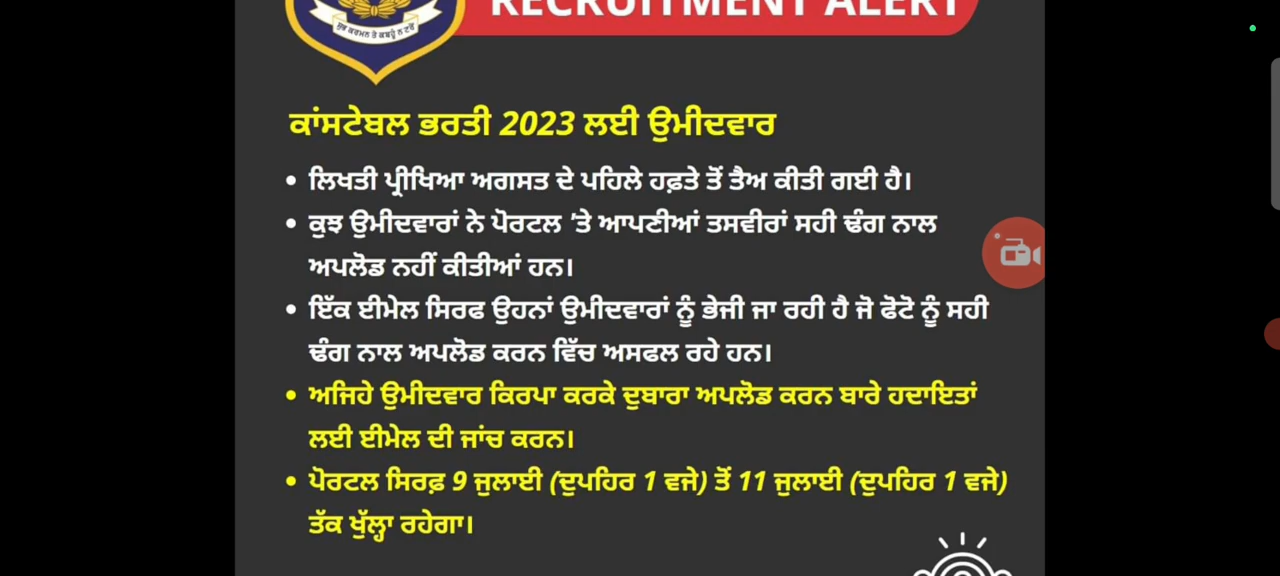 ਸ਼ੁਭ ਕਰਮਨ ਤੇ ਕਬਹੂੰ ਨ ਟਰੋਂ
RECRUITMENT ALERT
ਕਾਂਸਟੇਬਲ ਭਰਤੀ 2023 ਲਈ ਉਮੀਦਵਾਰ
• ਲਿਖਤੀ ਪ੍ਰੀਖਿਆ ਅਗਸਤ ਦੇ ਪਹਿਲੇ ਹਫ਼ਤੇ ਤੋਂ ਤੈਅ ਕੀਤੀ ਗਈ ਹੈ।
• ਕੁਝ ਉਮੀਦਵਾਰਾਂ ਨੇ ਪੋਰਟਲ 'ਤੇ ਆਪਣੀਆਂ ਤਸਵੀਰਾਂ ਸਹੀ ਢੰਗ ਨਾਲ
ਅਪਲੋਡ ਨਹੀਂ ਕੀਤੀਆਂ ਹਨ।
• ਇੱਕ ਈਮੇਲ ਸਿਰਫ ਉਹਨਾਂ ਉਮੀਦਵਾਰਾਂ ਨੂੰ ਭੇਜੀ ਜਾ ਰਹੀ ਹੈ ਜੋ ਫੋਟੋ ਨੂੰ ਸਹੀ
ਢੰਗ ਨਾਲ ਅਪਲੋਡ ਕਰਨ ਵਿੱਚ ਅਸਫਲ ਰਹੇ ਹਨ।
• ਅਜਿਹੇ ਉਮੀਦਵਾਰ ਕਿਰਪਾ ਕਰਕੇ ਦੁਬਾਰਾ ਅਪਲੋਡ ਕਰਨ ਬਾਰੇ ਹਦਾਇਤਾਂ
ਲਈ ਈਮੇਲ ਦੀ ਜਾਂਚ ਕਰਨ।
• ਪੋਰਟਲ ਸਿਰਫ਼ 9 ਜੁਲਾਈ (ਦੁਪਹਿਰ 1 ਵਜੇ) ਤੋਂ 11 ਜੁਲਾਈ (ਦੁਪਹਿਰ 1 ਵਜੇ)
ਤੱਕ ਖੁੱਲ੍ਹਾ ਰਹੇਗਾ।